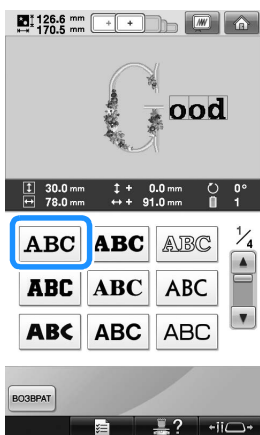 126.6 mm
170.5 mm
Good
30.0 mm + 0.0 mm 0°
78.0 mm + 91.0 mm 1
ABC ABC ABC 1/4
ABC ABC ABC
ABC ABC ABC
ВОЗВРАТ
?